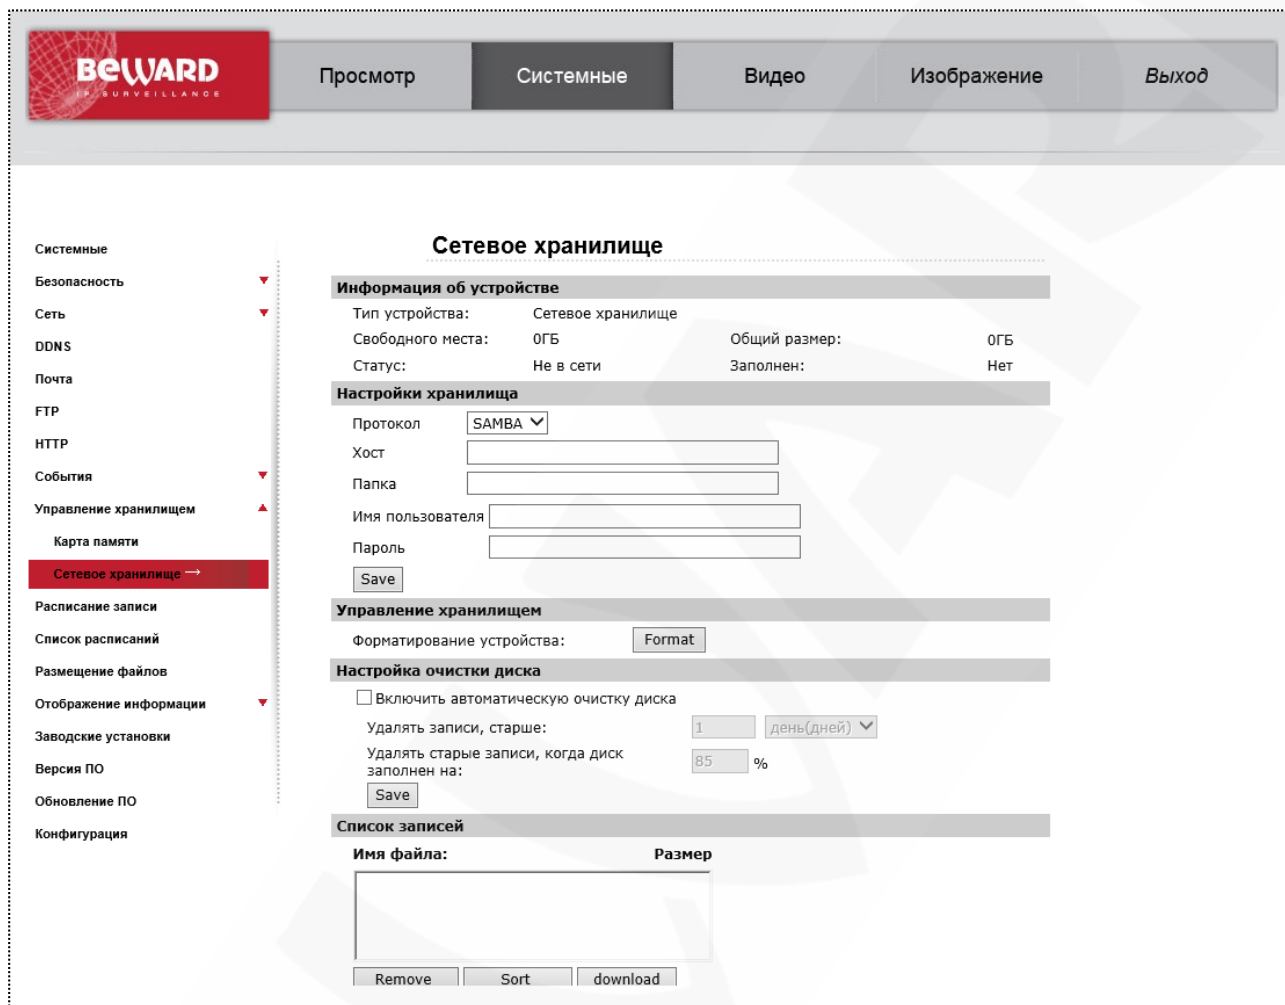 BEWARD
IP SURVEILLANCE
Просмотр Системные Видео Изображение Выход
Сетевое хранилище
Системные
Безопасность
Сеть
DDNS
Почта
FTP
HTTP
События
Управление хранилищем
Карта памяти
Сетевое хранилище →
Расписание записи
Список расписаний
Размещение файлов
Отображение информации
Заводские установки
Версия ПО
Обновление ПО
Конфигурация
Информация об устройстве
Тип устройства: Сетевое хранилище
Свободного места: 0ГБ Общий размер: 0ГБ
Статус: Не в сети Заполнен: Нет
Настройки хранилища
Протокол SAMBA
Хост
Папка
Имя пользователя
Пароль
Save
Управление хранилищем
Форматирование устройства: Format
Настройка очистки диска
Включить автоматическую очистку диска
Удалять записи, старше: 1 день(дней)
Удалять старые записи, когда диск
заполнен на: 85 %
Save
Список записей
Имя файла: Размер
Remove Sort download